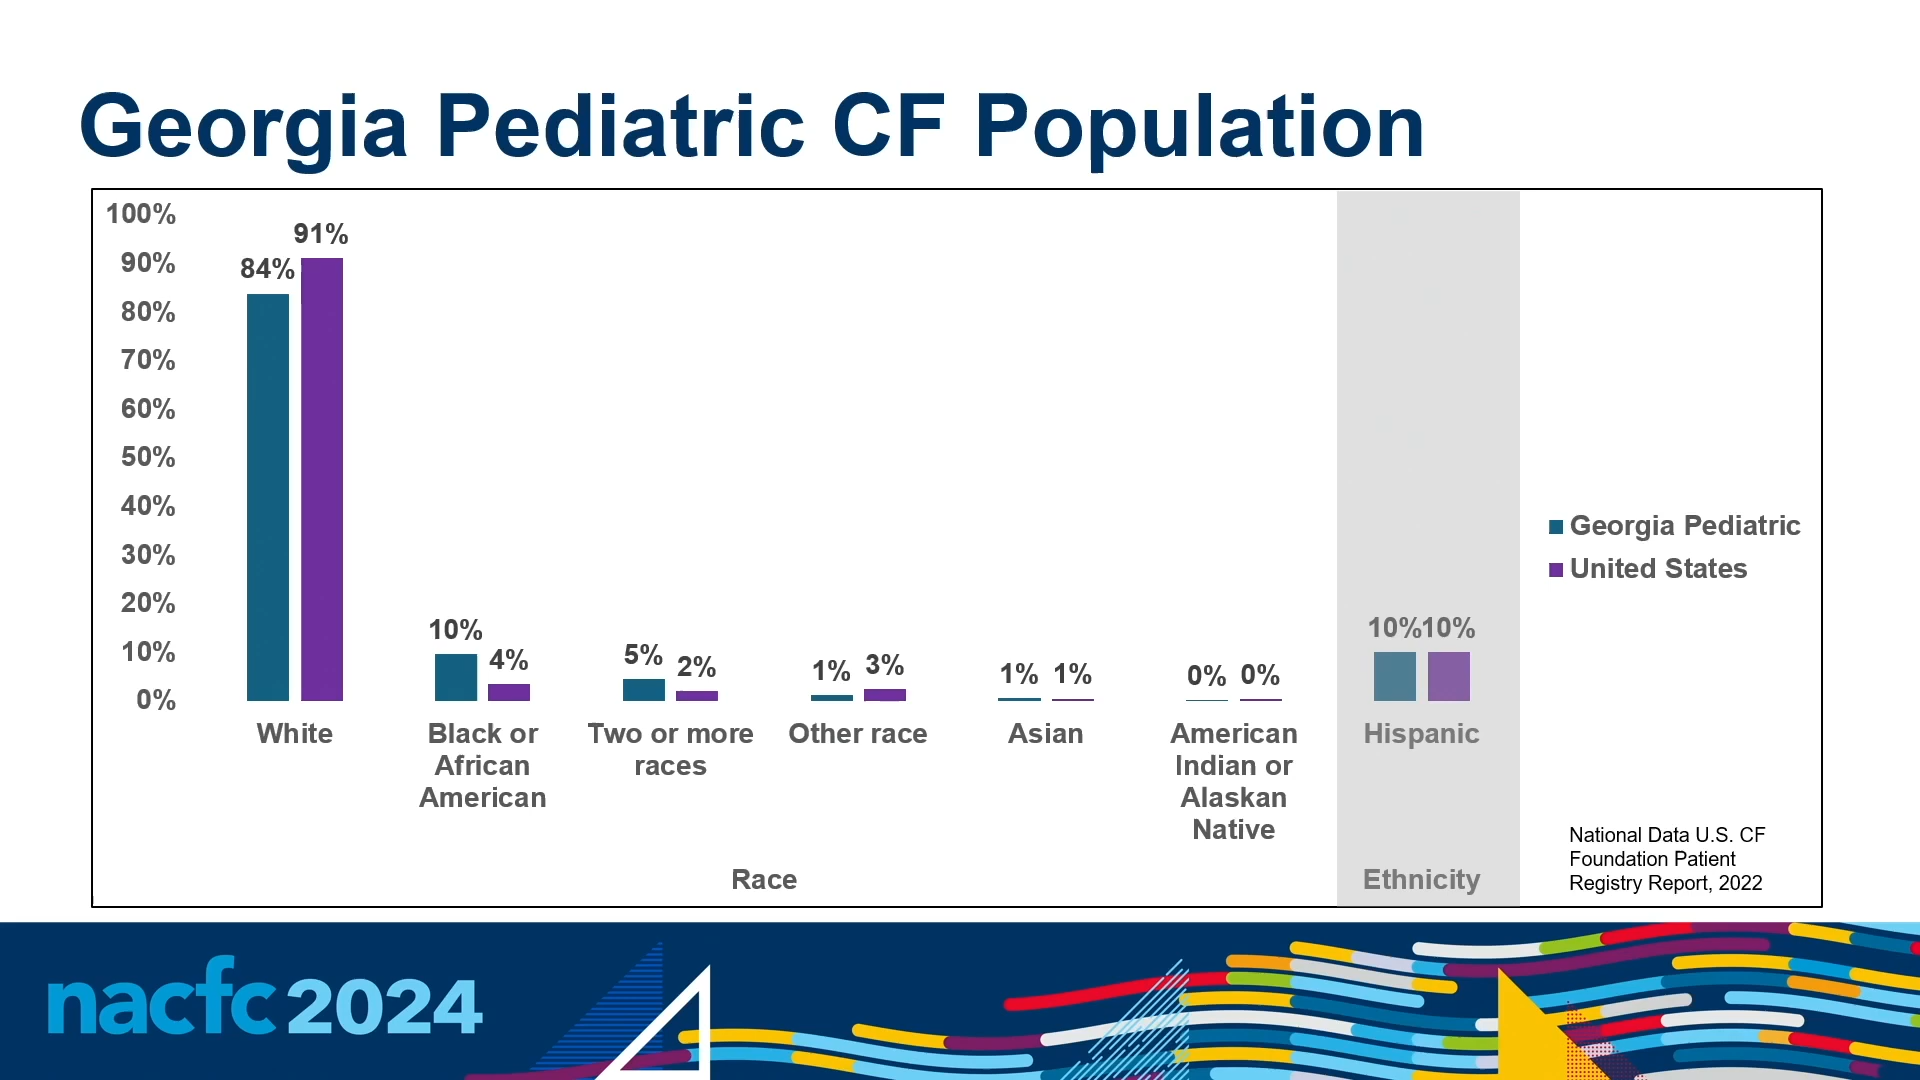 Georgia Pediatric CF Population
100%
90%
80%
70%
60%
50%
40%
30%
20%
10%
0%
84%
91%
10%
4%
5%
2%
1%
3%
1%
1%
0%
0%
10%
10%
White
Black or
African
American
Two or more
races
Other race
Asian
American
Indian or
Alaskan
Native
Hispanic
Race
Ethnicity
Georgia Pediatric
United States
National Data U.S. CF
Foundation Patient
Registry Report, 2022
nacfc 2024